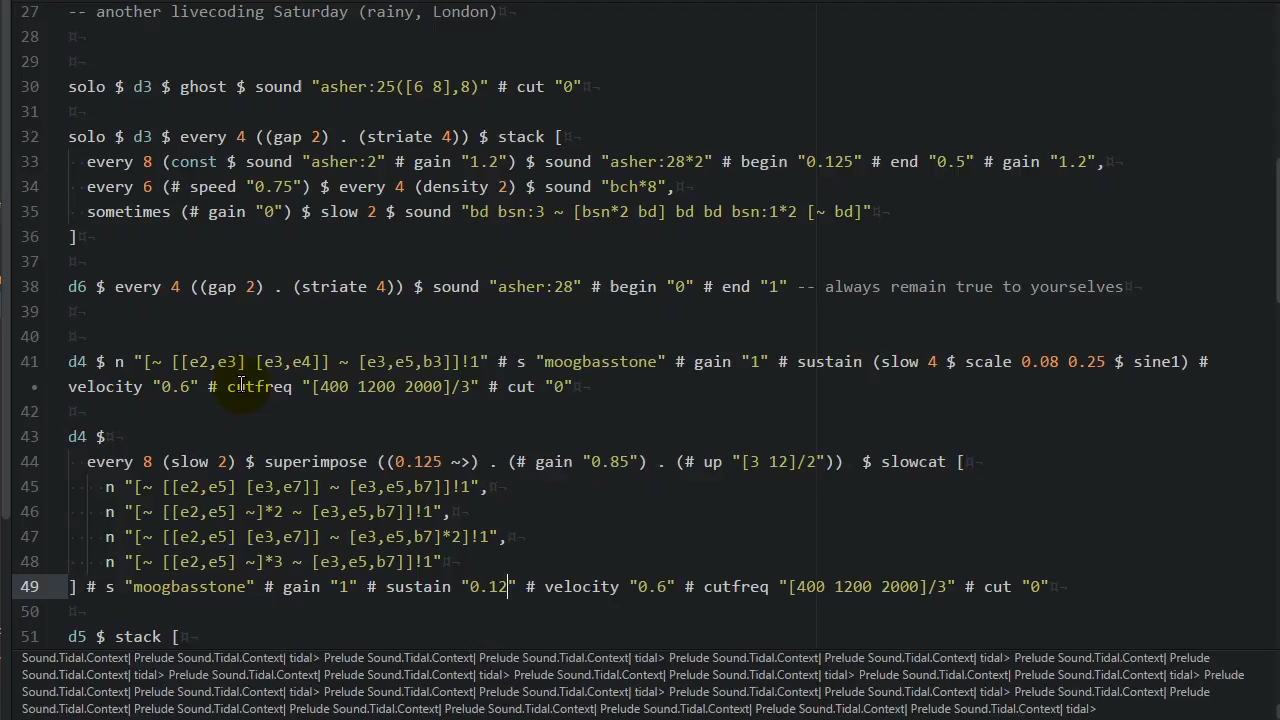 27 -- another livecoding Saturday (rainy, London)¤
28 ¤
29 ¤
30 solo $ d3 $ ghost $ sound "asher:25([6 8],8)" # cut "0"¤
31 ¤
32 solo $ d3 $ every 4 ((gap 2) . (striate 4)) $ stack [¤
33 every 8 (const $ sound "asher:2" # gain "1.2") $ sound "asher:28*2" # begin "0.125" # end "0.5" # gain "1.2",¤
34 every 6 (# speed "0.75") $ every 4 (density 2) $ sound "bch*8",¤
35 sometimes (# gain "0") $ slow 2 $ sound "bd bsn:3 ~ [bsn*2 bd] bd bd bsn:1*2 [~ bd]"¤
36 ]¤
37 ¤
38 d6 $ every 4 ((gap 2) . (striate 4)) $ sound "asher:28" # begin "0" # end "1" -- always remain true to yourselves¤
39 ¤
40 ¤
41 d4 $ n "[~ [[e2,e3] [e3,e4]] ~ [e3,e5,b3]]!1" # s "moogbasstone" # gain "1" # sustain (slow 4 $ scale 0.08 0.25 $ sine1) #
• velocity "0.6" # cutfreq "[400 1200 2000]/3" # cut "0"¤
42 ¤
43 d4 $¤
44 every 8 (slow 2) $ superimpose ((0.125 ~>) . (# gain "0.85") . (# up "[3 12]/2"))  $ slowcat [¤
45 n "[~ [[e2,e5] [e3,e7]] ~ [e3,e5,b7]]!1",¤
46 n "[~ [[e2,e5] ~]*2 ~ [e3,e5,b7]]!1",¤
47 n "[~ [[e2,e5] [e3,e7]] ~ [e3,e5,b7]*2]!1",¤
48 n "[~ [[e2,e5] ~]*3 ~ [e3,e5,b7]]!1"¤
49 ] # s "moogbasstone" # gain "1" # sustain "0.12" # velocity "0.6" # cutfreq "[400 1200 2000]/3" # cut "0"¤
50 ¤
51 d5 $ stack [¤
Sound.Tidal.Context| Prelude Sound.Tidal.Context| tidal> Prelude Sound.Tidal.Context| Prelude Sound.Tidal.Context| tidal> Prelude Sound.Tidal.Context| Prelude Sound.Tidal.Context| tidal> Prelude Sound.Tidal.Context| Prelude
Sound.Tidal.Context| tidal> Prelude Sound.Tidal.Context| Prelude Sound.Tidal.Context| tidal> Prelude Sound.Tidal.Context| Prelude Sound.Tidal.Context| Prelude Sound.Tidal.Context| Prelude Sound.Tidal.Context| tidal> Prelude
Sound.Tidal.Context| Prelude Sound.Tidal.Context| tidal> Prelude Sound.Tidal.Context| Prelude Sound.Tidal.Context| tidal> Prelude Sound.Tidal.Context| Prelude Sound.Tidal.Context| tidal> Prelude Sound.Tidal.Context| Prelude
Sound.Tidal.Context| Prelude Sound.Tidal.Context| Prelude Sound.Tidal.Context| Prelude Sound.Tidal.Context| Prelude Sound.Tidal.Context| Prelude Sound.Tidal.Context| Prelude Sound.Tidal.Context| tidal>